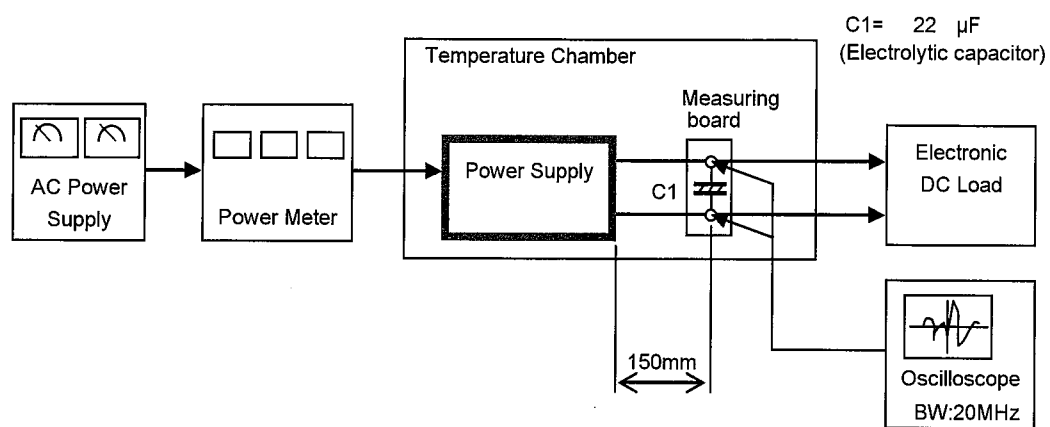 C1= 22 µF
(Electrolytic capacitor)
Temperature Chamber
Measuring
board
AC Power
Supply
Power Meter
Power Supply
C1
Electronic
DC Load
150mm
Oscilloscope
BW:20MHz